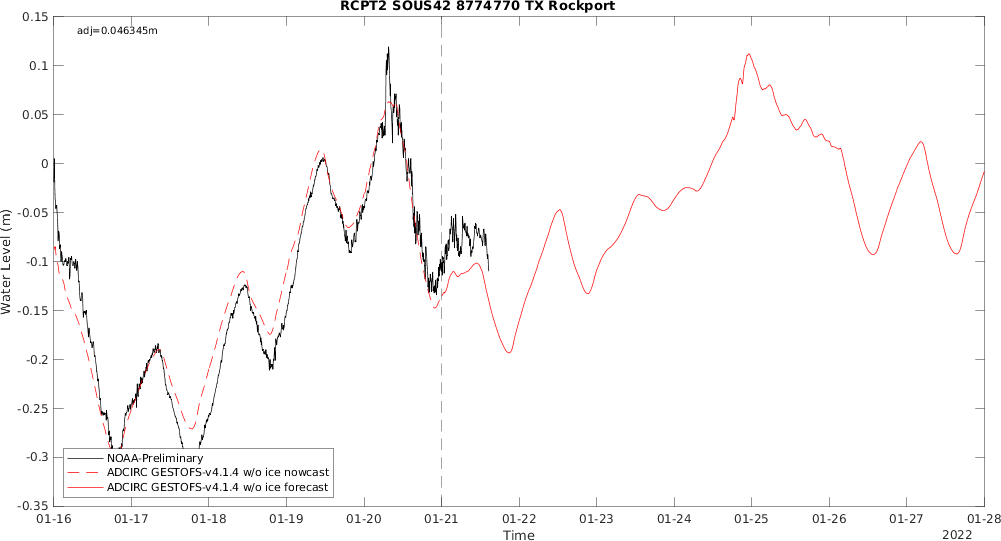 RCPT2 SOUS42 8774770 TX Rockport
adj=0.046345m
0.15
0.1
0.05
0
-0.05
-0.1
-0.15
-0.2
-0.25
-0.3
-0.35
Water Level (m)
NOAA-Preliminary
ADCIRC GESTOFS-v4.1.4 w/o ice nowcast
ADCIRC GESTOFS-v4.1.4 w/o ice forecast
01-16 01-17 01-18 01-19 01-20 01-21 01-22 01-23 01-24 01-25 01-26 01-27 01-28
Time
2022